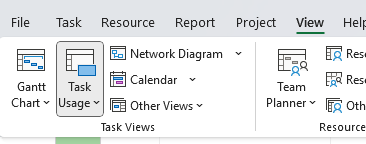 File Task Resource Report Project View
Network Diagram
Gantt Chart
Task Usage
Calendar
Team Planner
Other Views
Task Views